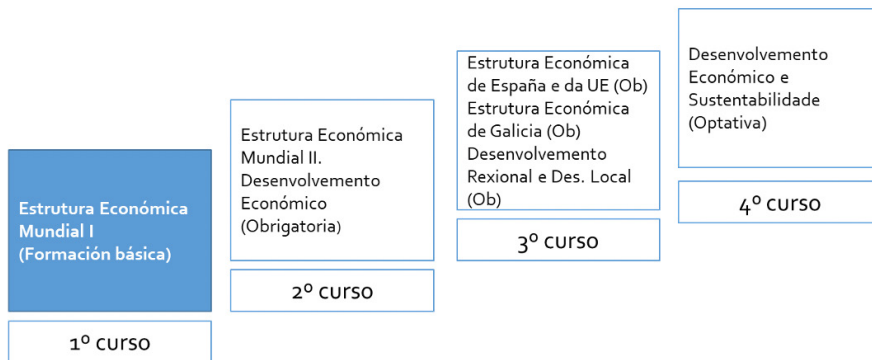 Estrutura Económica
Mundial I
(Formación básica)
1º curso
Estrutura Económica
Mundial II.
Desenvolvemento
Económico
(Obrigatoria)
2º curso
Estrutura Económica
de España e da UE (Ob)
Estrutura Económica
de Galicia (Ob)
Desenvolvemento
Rexional e Des. Local
(Ob)
3º curso
Desenvolvemento
Económico e
Sustentabilidade
(Optativa)
4º curso